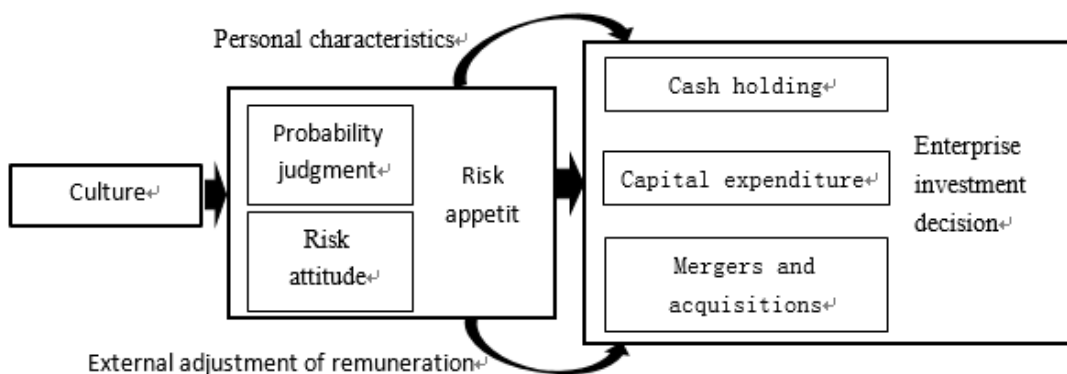 Personal characteristics↵
Culture↵
Probability
judgment↵
Risk
attitude↵
Risk
appetit
Cash holding↵
Capital expenditure↵
Mergers and
acquisitions↵
Enterprise
investment
decision↵
External adjustment of remuneration↵